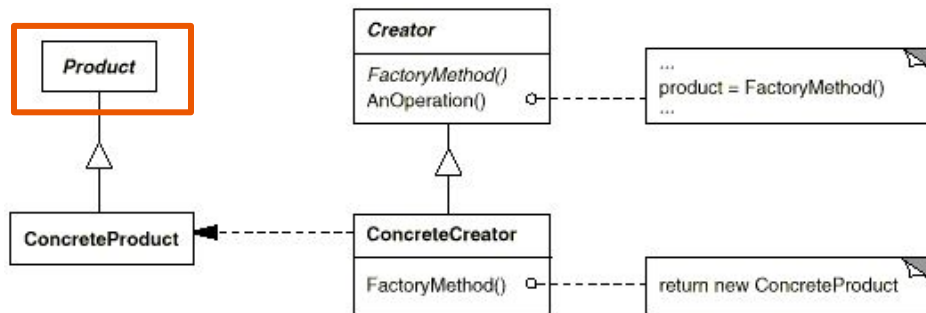 Product
Creator
FactoryMethod()
AnOperation()
...
product = FactoryMethod()
...
ConcreteProduct
ConcreteCreator
FactoryMethod()
return new ConcreteProduct